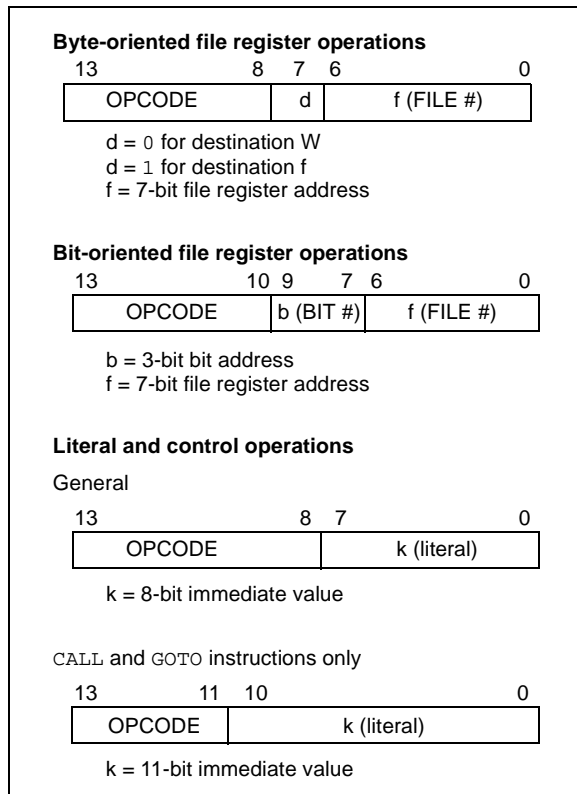 Byte-oriented file register operations
13 8 7 6 0
OPCODE d f (FILE #)
d = 0 for destination W
d = 1 for destination f
f = 7-bit file register address
Bit-oriented file register operations
13 10 9 7 6 0
OPCODE b (BIT #) f (FILE #)
b = 3-bit bit address
f = 7-bit file register address
Literal and control operations
General
13 8 7 0
OPCODE k (literal)
k = 8-bit immediate value
CALL and GOTO instructions only
13 11 10 0
OPCODE k (literal)
k = 11-bit immediate value